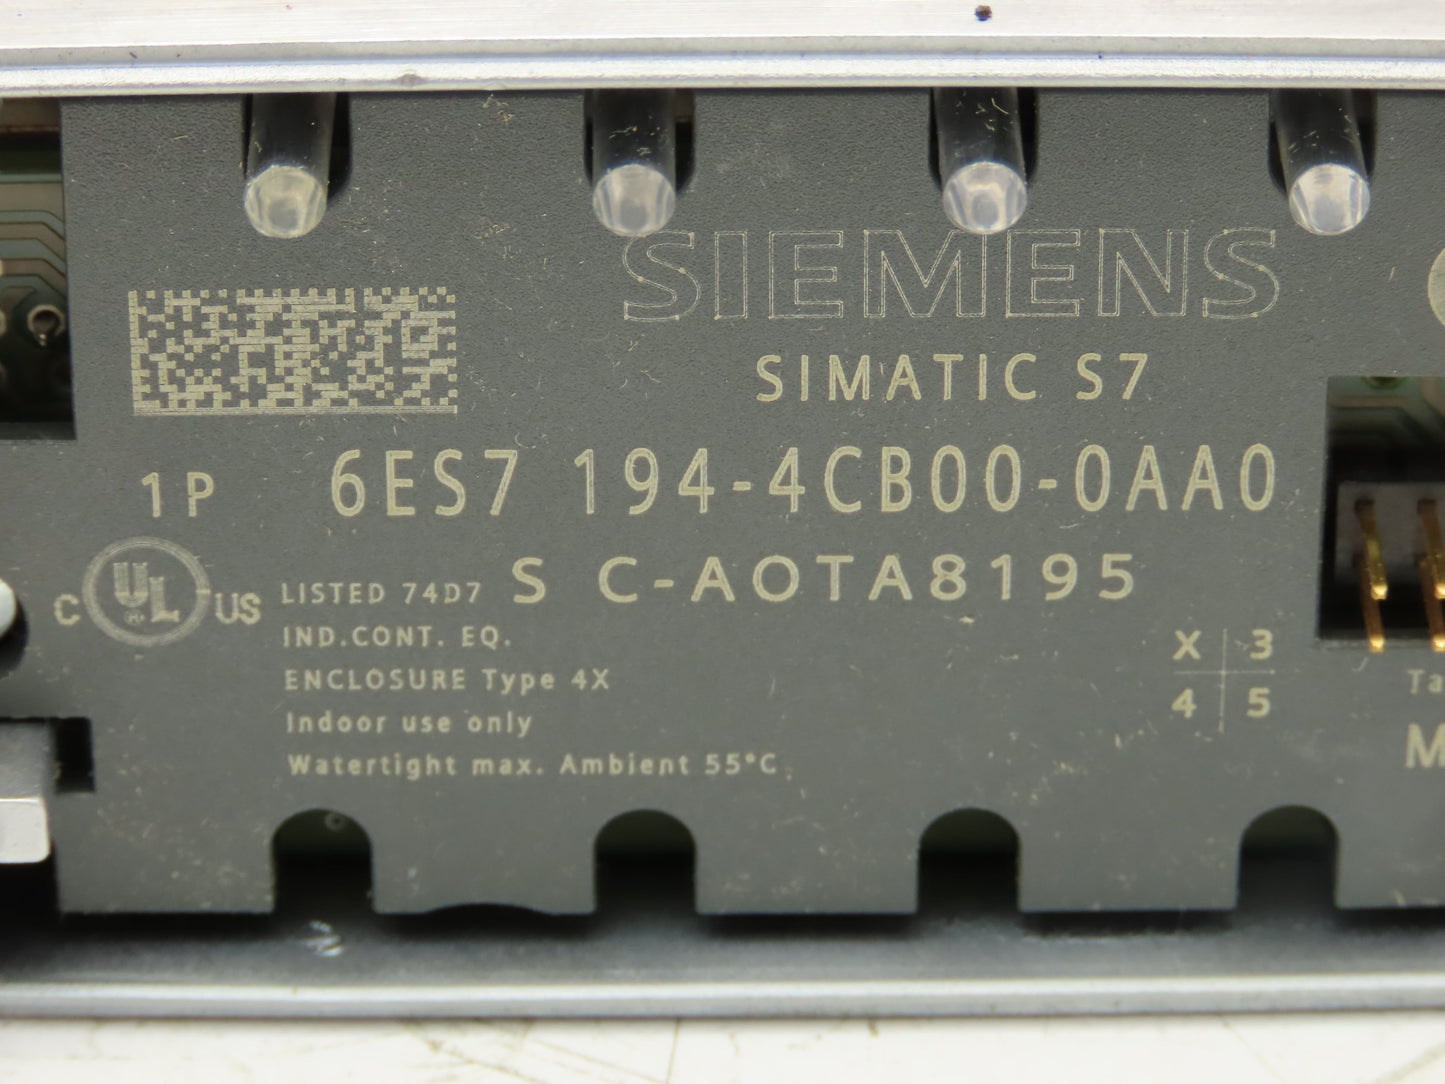 SIEMENS
SIMATIC S7
1P 6ES7 194-4CB00-0AA0
S C-AOTA8195
C UL US LISTED 74D7
IND.CONT. EQ.
ENCLOSURE Type 4X
Indoor use only
Watertight max. Ambient 55°C
X 3
4 5
Ta
M